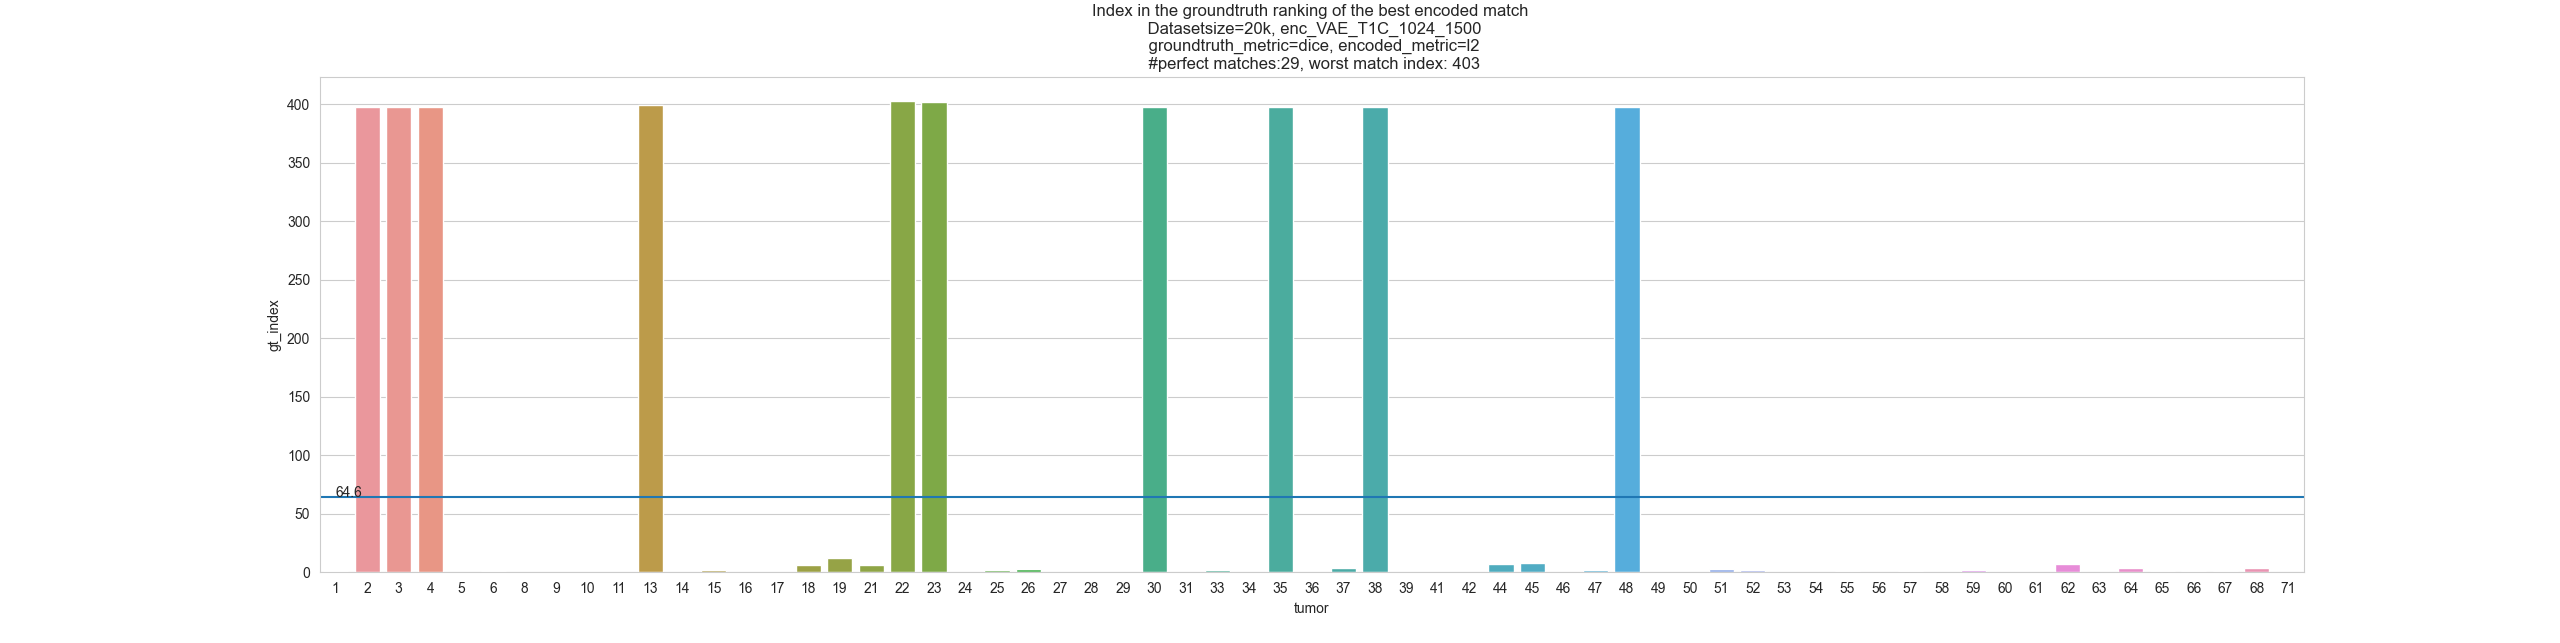 Index in the groundtruth ranking of the best encoded match
Datasetsize=20k, enc_VAE_T1C_1024_1500
groundtruth_metric=dice, encoded_metric=l2
#perfect matches:29, worst match index: 403
400
350
300
250
200
150
100
50
0
gt_index
64.6
1 2 3 4 5 6 8 9 10 11 13 14 15 16 17 18 19 21 22 23 24 25 26 27 28 29 30 31 33 34 35 36 37 38 39 41 42 44 45 46 47 48 49 50 51 52 53 54 55 56 57 58 59 60 61 62 63 64 65 66 67 68 71
tumor